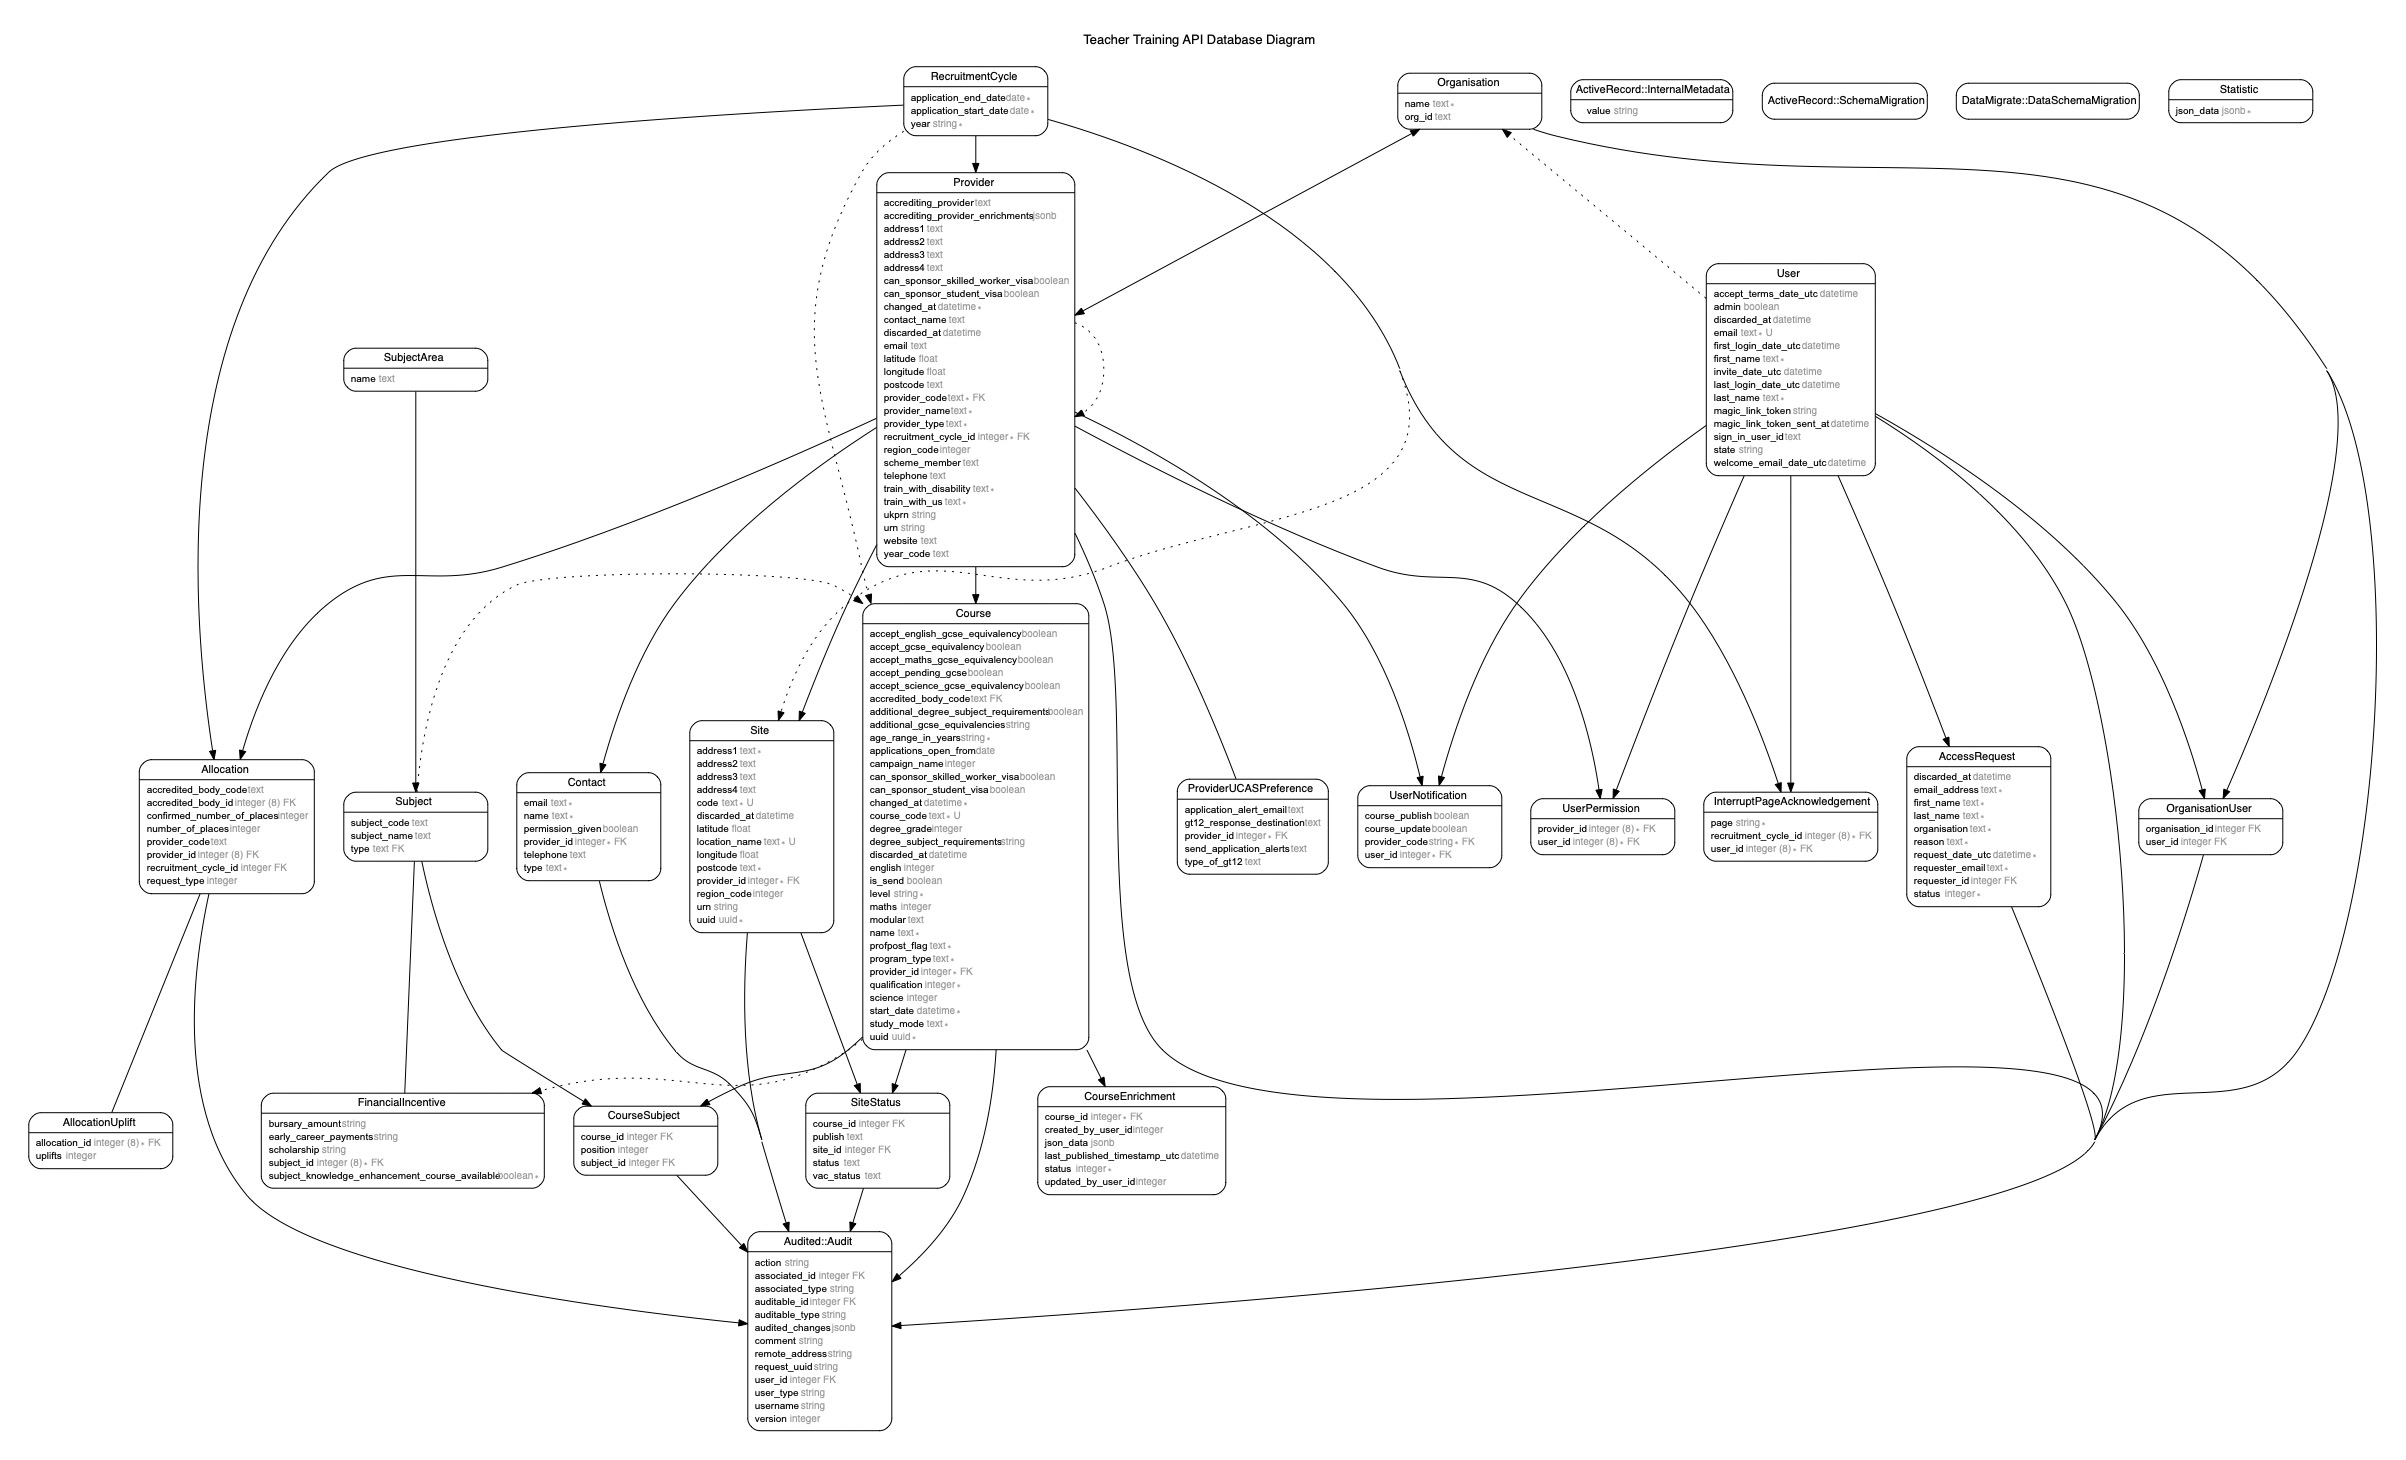 Teacher Training API Database Diagram
RecruitmentCycle
application_end_date date *
application_start_date date *
year string *
Organisation
name text *
org_id text
ActiveRecord::InternalMetadata
value string
ActiveRecord::SchemaMigration
DataMigrate::DataSchemaMigration
Statistic
json_data jsonb *
Provider
accrediting_provider text
accrediting_provider_enrichments jsonb
address1 text
address2 text
address3 text
address4 text
can_sponsor_skilled_worker_visa boolean
can_sponsor_student_visa boolean
changed_at datetime *
contact_name text
discarded_at datetime
email text
latitude float
longitude float
postcode text
provider_code text * FK
provider_name text *
provider_type text *
recruitment_cycle_id integer * FK
region_code integer
scheme_member text
telephone text
train_with_disability text *
train_with_us text *
ukprn string
urn string
website text
year_code text
User
accept_terms_date_utc datetime
admin boolean
discarded_at datetime
email text * U
first_login_date_utc datetime
first_name text *
invite_date_utc datetime
last_login_date_utc datetime
last_name text *
magic_link_token string
magic_link_token_sent_at datetime
sign_in_user_id text
state string
welcome_email_date_utc datetime
SubjectArea
name text
Course
accept_english_gcse_equivalency boolean
accept_gcse_equivalency boolean
accept_maths_gcse_equivalency boolean
accept_pending_gcse boolean
accept_science_gcse_equivalency boolean
accredited_body_code text FK
additional_degree_subject_requirements boolean
additional_gcse_equivalencies string
age_range_in_years string *
applications_open_from date
campaign_name integer
can_sponsor_skilled_worker_visa boolean
can_sponsor_student_visa boolean
changed_at datetime *
course_code text * U
degree_grade integer
degree_subject_requirements string
discarded_at datetime
english integer
is_send boolean
level string *
maths integer
modular text
name text *
profpost_flag text *
program_type text *
provider_id integer * FK
qualification integer *
science integer
start_date datetime *
study_mode text *
uuid uuid *
Site
address1 text *
address2 text
address3 text
address4 text
code text * U
discarded_at datetime
latitude float
location_name text * U
longitude float
postcode text *
provider_id integer * FK
region_code integer
urn string
uuid uuid *
Allocation
accredited_body_code text
accredited_body_id integer (8) FK
confirmed_number_of_places integer
number_of_places integer
provider_code text
provider_id integer (8) FK
recruitment_cycle_id integer FK
request_type integer
Subject
subject_code text
subject_name text
type text FK
Contact
email text *
name text *
permission_given boolean
provider_id integer * FK
telephone text
type text *
ProviderUCASPreference
application_alert_email text
gt12_response_destination text
provider_id integer * FK
send_application_alerts text
type_of_gt12 text
UserNotification
course_publish boolean
course_update boolean
provider_code string * FK
user_id integer * FK
UserPermission
provider_id integer (8) * FK
user_id integer (8) * FK
InterruptPageAcknowledgement
page string *
recruitment_cycle_id integer (8) * FK
user_id integer (8) * FK
AccessRequest
discarded_at datetime
email_address text *
first_name text *
last_name text *
organisation text *
reason text *
request_date_utc datetime *
requester_email text *
requester_id integer FK
status integer *
OrganisationUser
organisation_id integer FK
user_id integer FK
AllocationUplift
allocation_id integer (8) * FK
uplifts integer
FinancialIncentive
bursary_amount string
early_career_payments string
scholarship string
subject_id integer (8) * FK
subject_knowledge_enhancement_course_available boolean *
CourseSubject
course_id integer FK
position integer
subject_id integer FK
SiteStatus
course_id integer FK
publish text
site_id integer FK
status text
vac_status text
CourseEnrichment
course_id integer * FK
created_by_user_id integer
json_data jsonb
last_published_timestamp_utc datetime
status integer *
updated_by_user_id integer
Audited::Audit
action string
associated_id integer FK
associated_type string
auditable_id integer FK
auditable_type string
audited_changes jsonb
comment string
remote_address string
request_uuid string
user_id integer FK
user_type string
username string
version integer